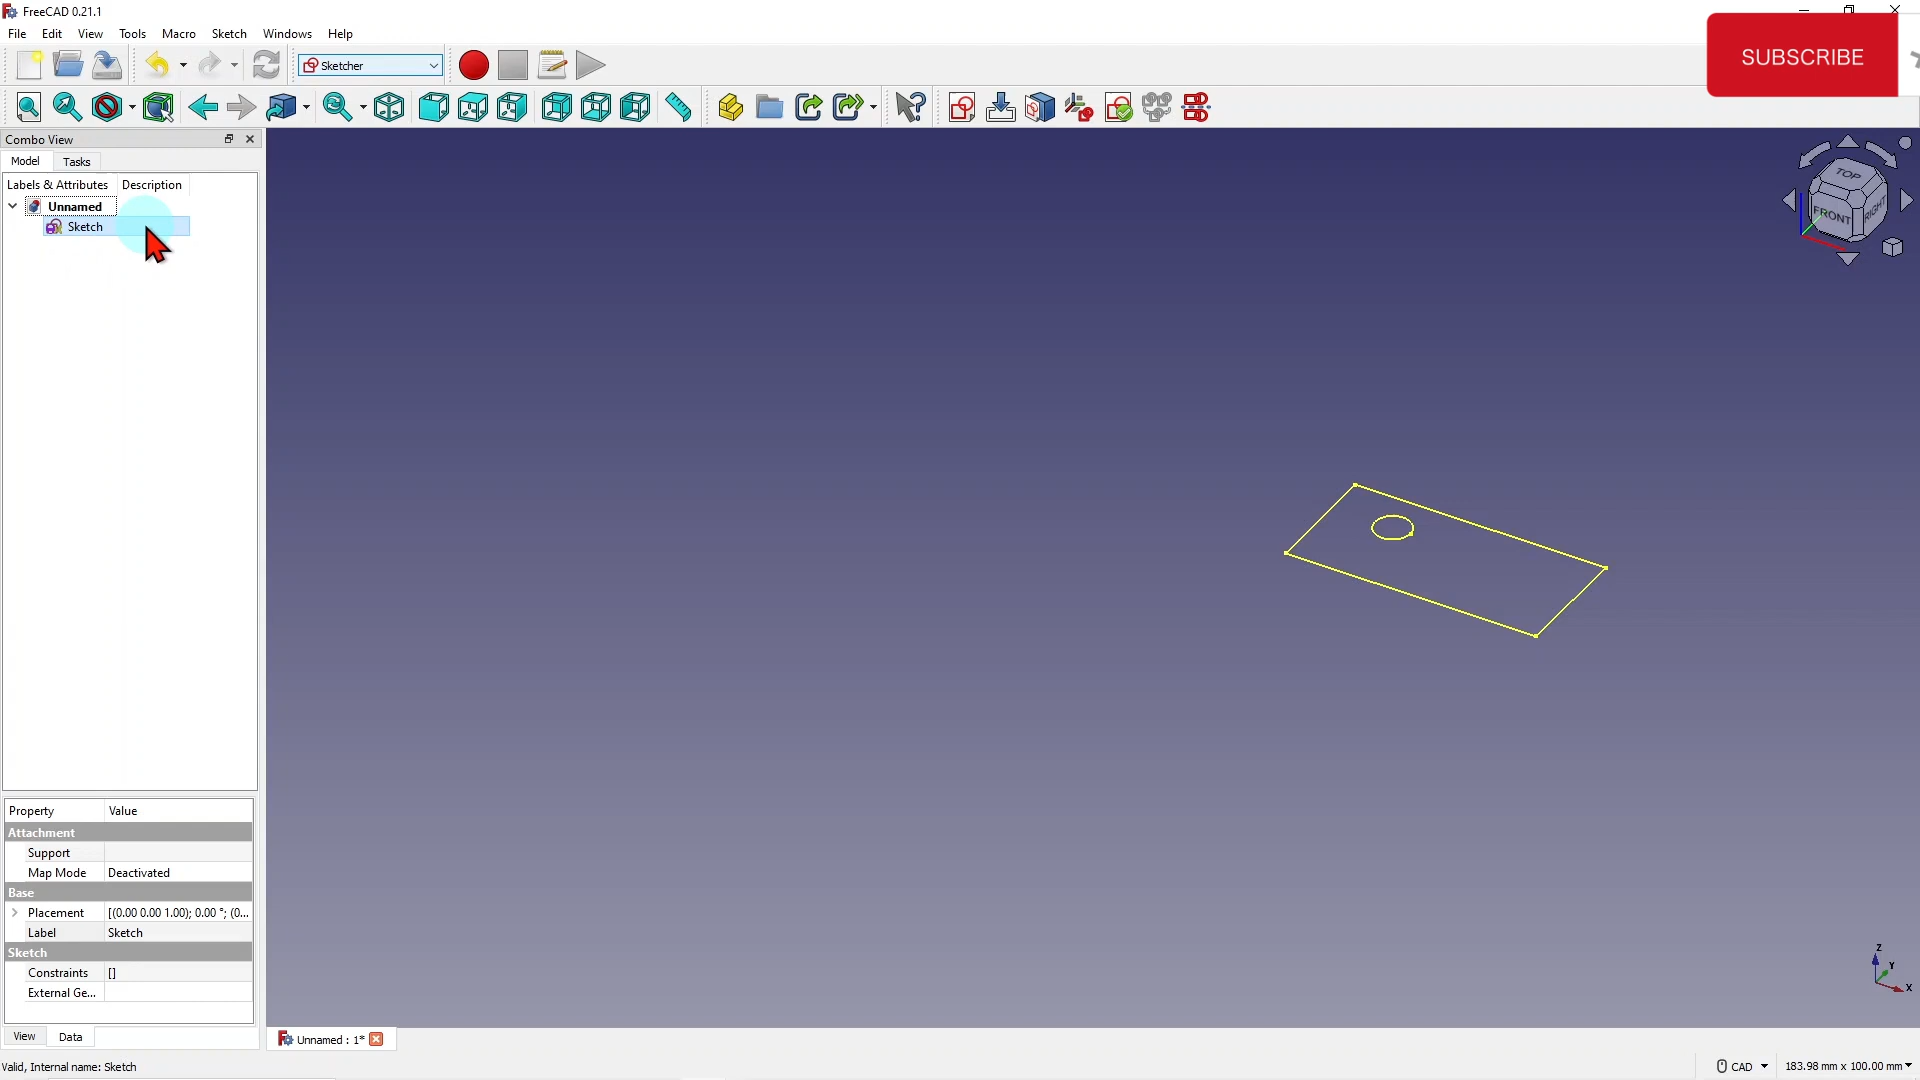 FreeCAD 0.21.1
File Edit View Tools Macro Sketch Windows Help
Sketcher
SUBSCRIBE
Combo View
Model Tasks
Labels & Attributes Description
Unnamed
Sketch
TOP
FRONT
RIGHT
Property Value
Attachment
Support
Map Mode Deactivated
Base
Placement [(0.00 0.00 1.00); 0.00 °; (0...
Label Sketch
Sketch
Constraints []
External Ge...
View Data
Z
Y
X
Unnamed : 1*
Valid, Internal name: Sketch
CAD 183.98 mm x 100.00 mm